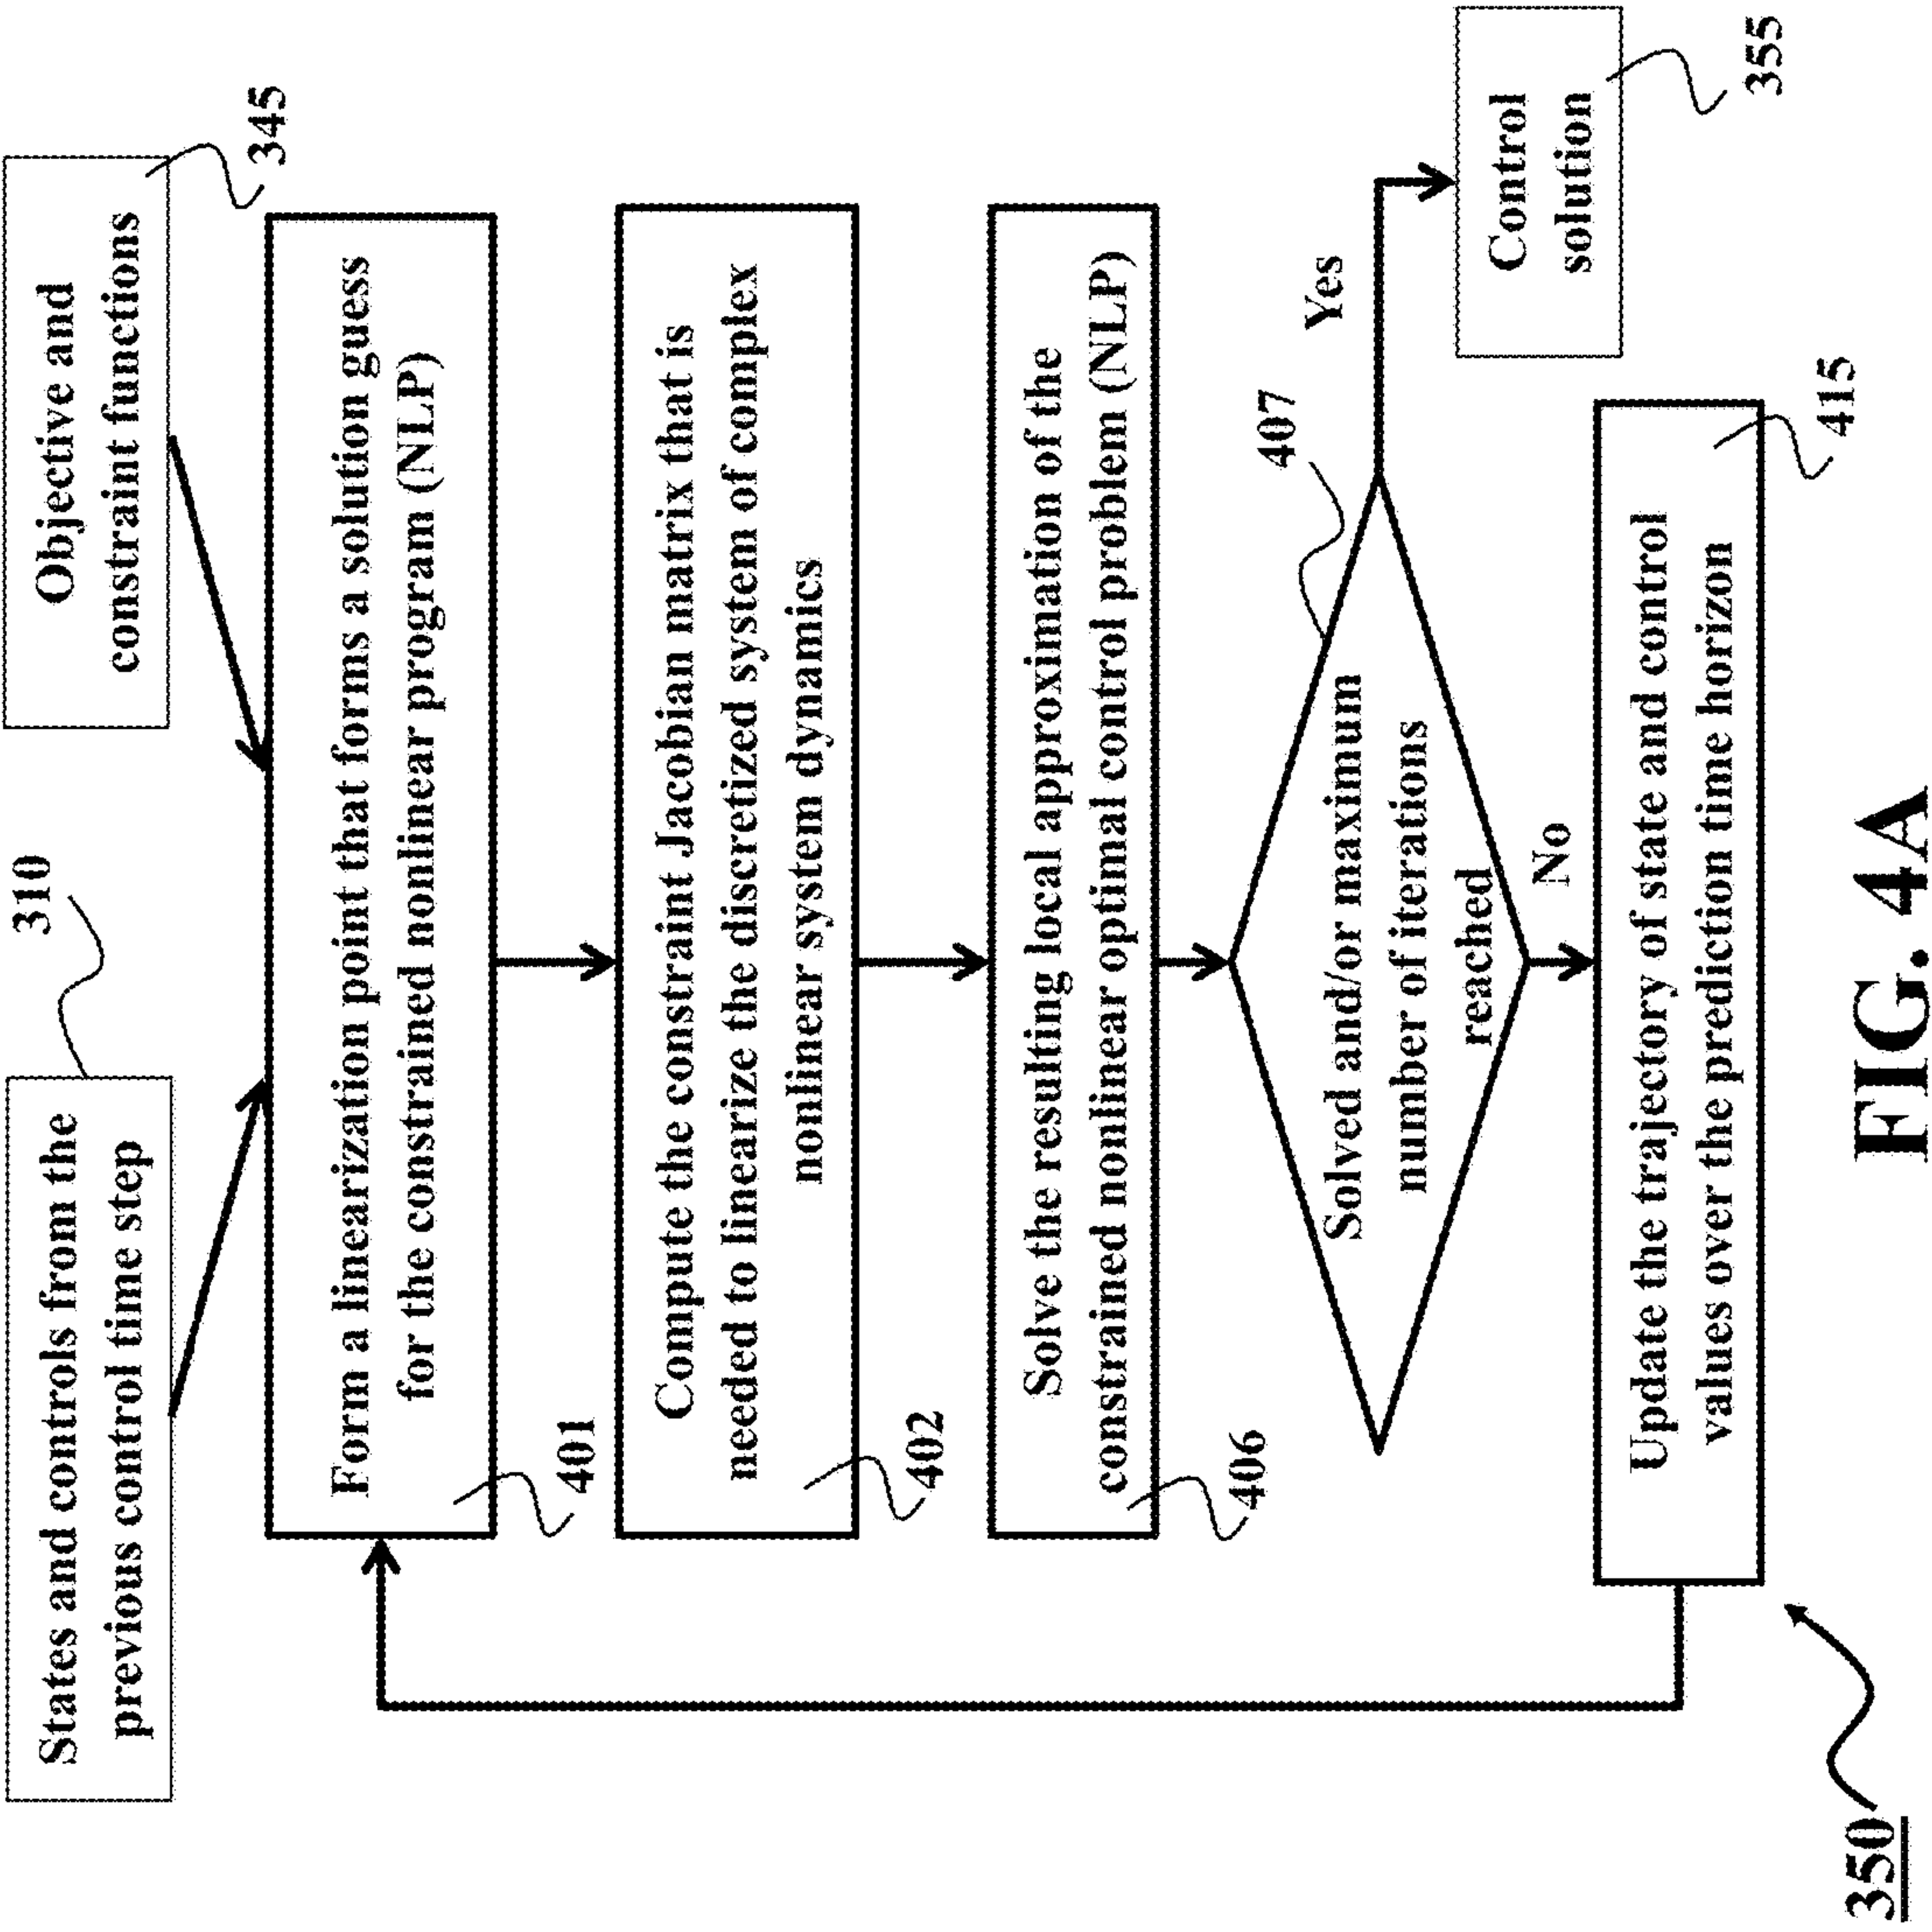 310
States and controls from the
previous control time step
Objective and
constraint functions
345
Form a linearization point that forms a solution guess
for the constrained nonlinear program (NLP)
401
Compute the constraint Jacobian matrix that is
needed to linearize the discretized system of complex
nonlinear system dynamics
402
Solve the resulting local approximation of the
constrained nonlinear optimal control problem (NLP)
406
407
Solved and/or maximum
number of iterations
reached
Yes
No
Control
solution
355
Update the trajectory of state and control
values over the prediction time horizon
415
350
FIG. 4A